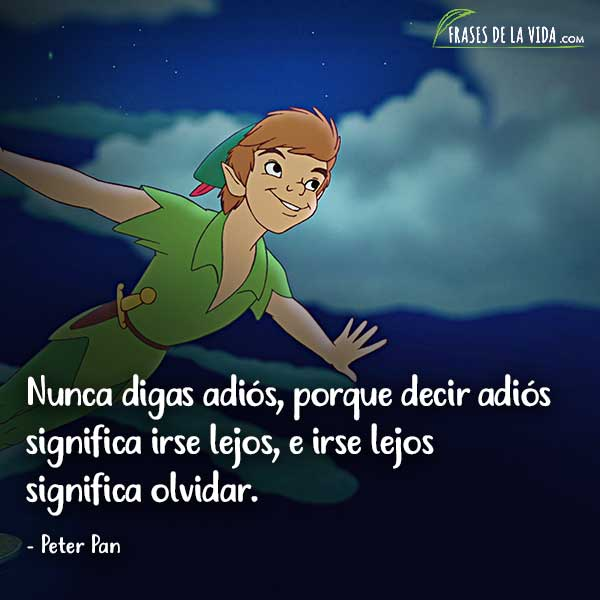 FRASES DE LA VIDA .COM
Nunca digas adiós, porque decir adiós
significa irse lejos, e irse lejos
significa olvidar.
- Peter Pan